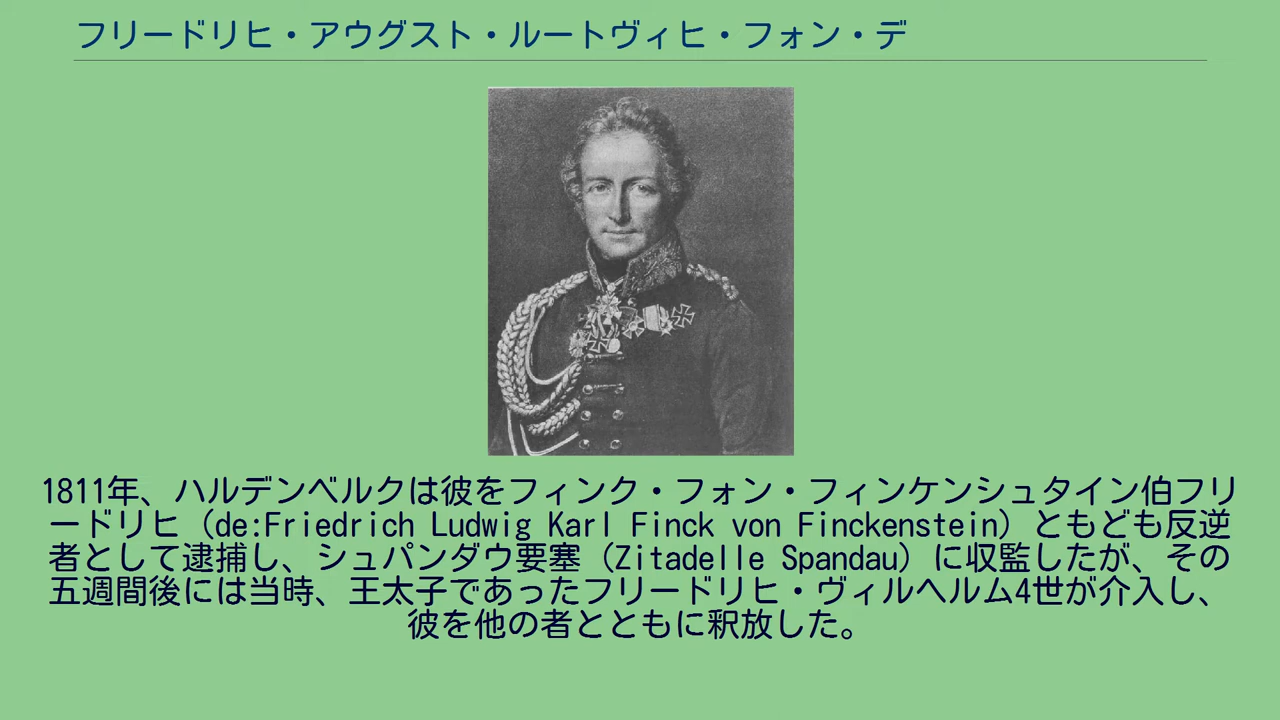 フリードリヒ・アウグスト・ルートヴィヒ・フォン・デ
1811年、ハルデンベルクは彼をフィンク・フォン・フィンケンシュタイン伯フリ
ードリヒ（de:Friedrich Ludwig Karl Finck von Finckenstein）ともども反逆
者として逮捕し、シュパンダウ要塞（Zitadelle Spandau）に収監したが、その
五週間後には当時、王太子であったフリードリヒ・ヴィルヘルム4世が介入し、
彼を他の者とともに釈放した。